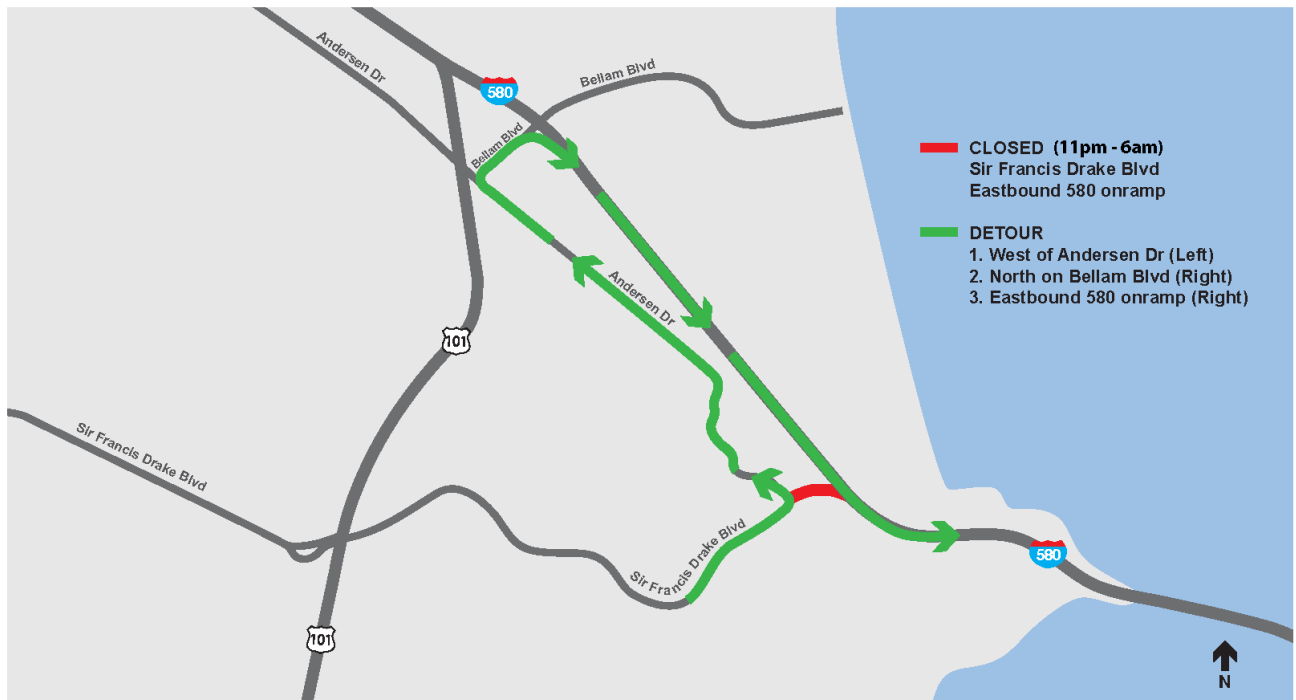 Andersen Dr
580
Bellam Blvd
Bellam Blvd
CLOSED (11pm - 6am)
Sir Francis Drake Blvd
Eastbound 580 onramp
DETOUR
1. West of Andersen Dr (Left)
2. North on Bellam Blvd (Right)
3. Eastbound 580 onramp (Right)
Andersen Dr
101
Sir Francis Drake Blvd
Sir Francis Drake Blvd
580
101
N